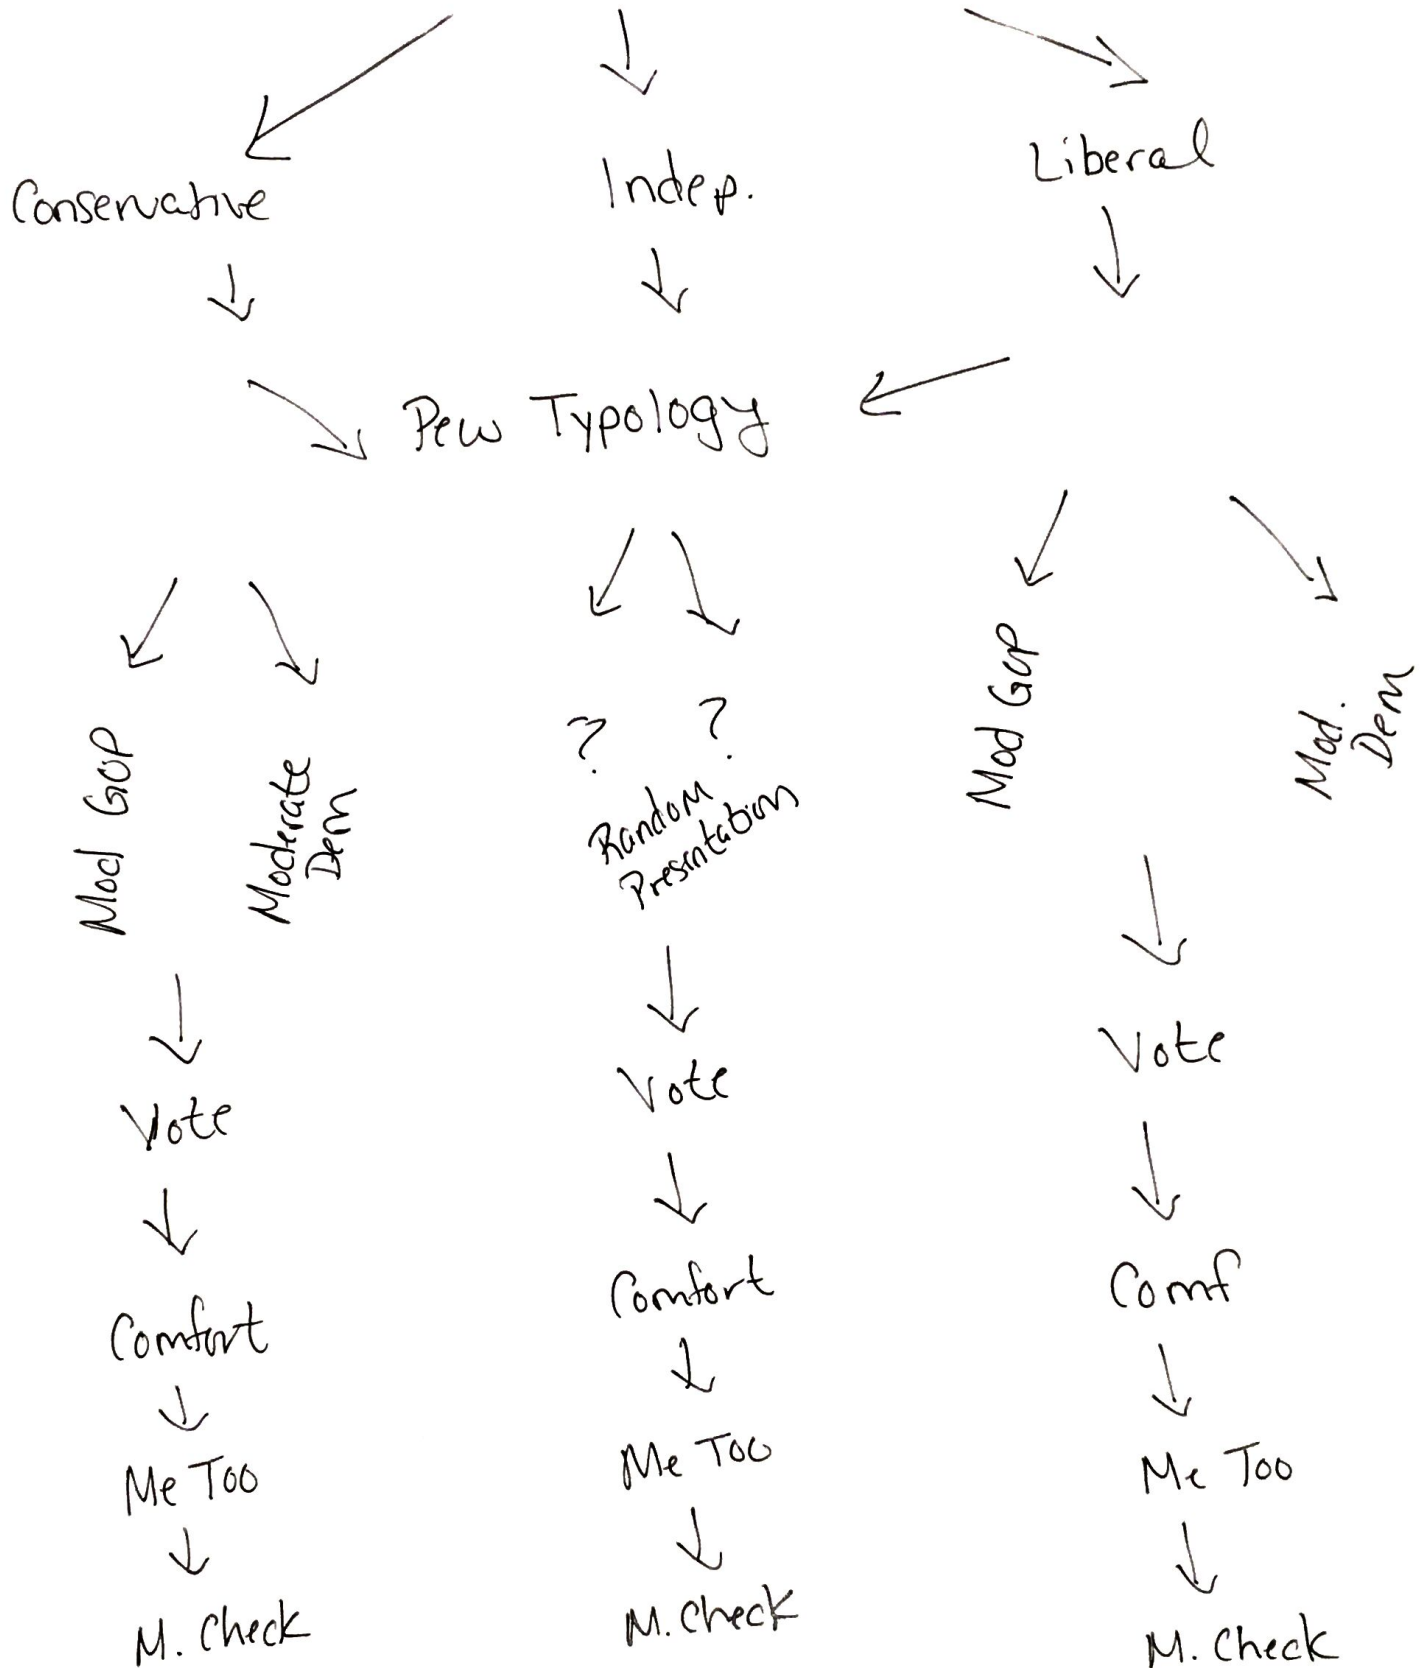 Conservative
Indep.
Liberal
Pew Typology
Mod GOP
Moderate
Dem
?
?
Random
Presentation
Mod GOP
Mod.
Dem
Vote
Vote
Vote
Comfort
Comfort
Comf
Me Too
Me Too
Me Too
M. Check
M. Check
M. Check